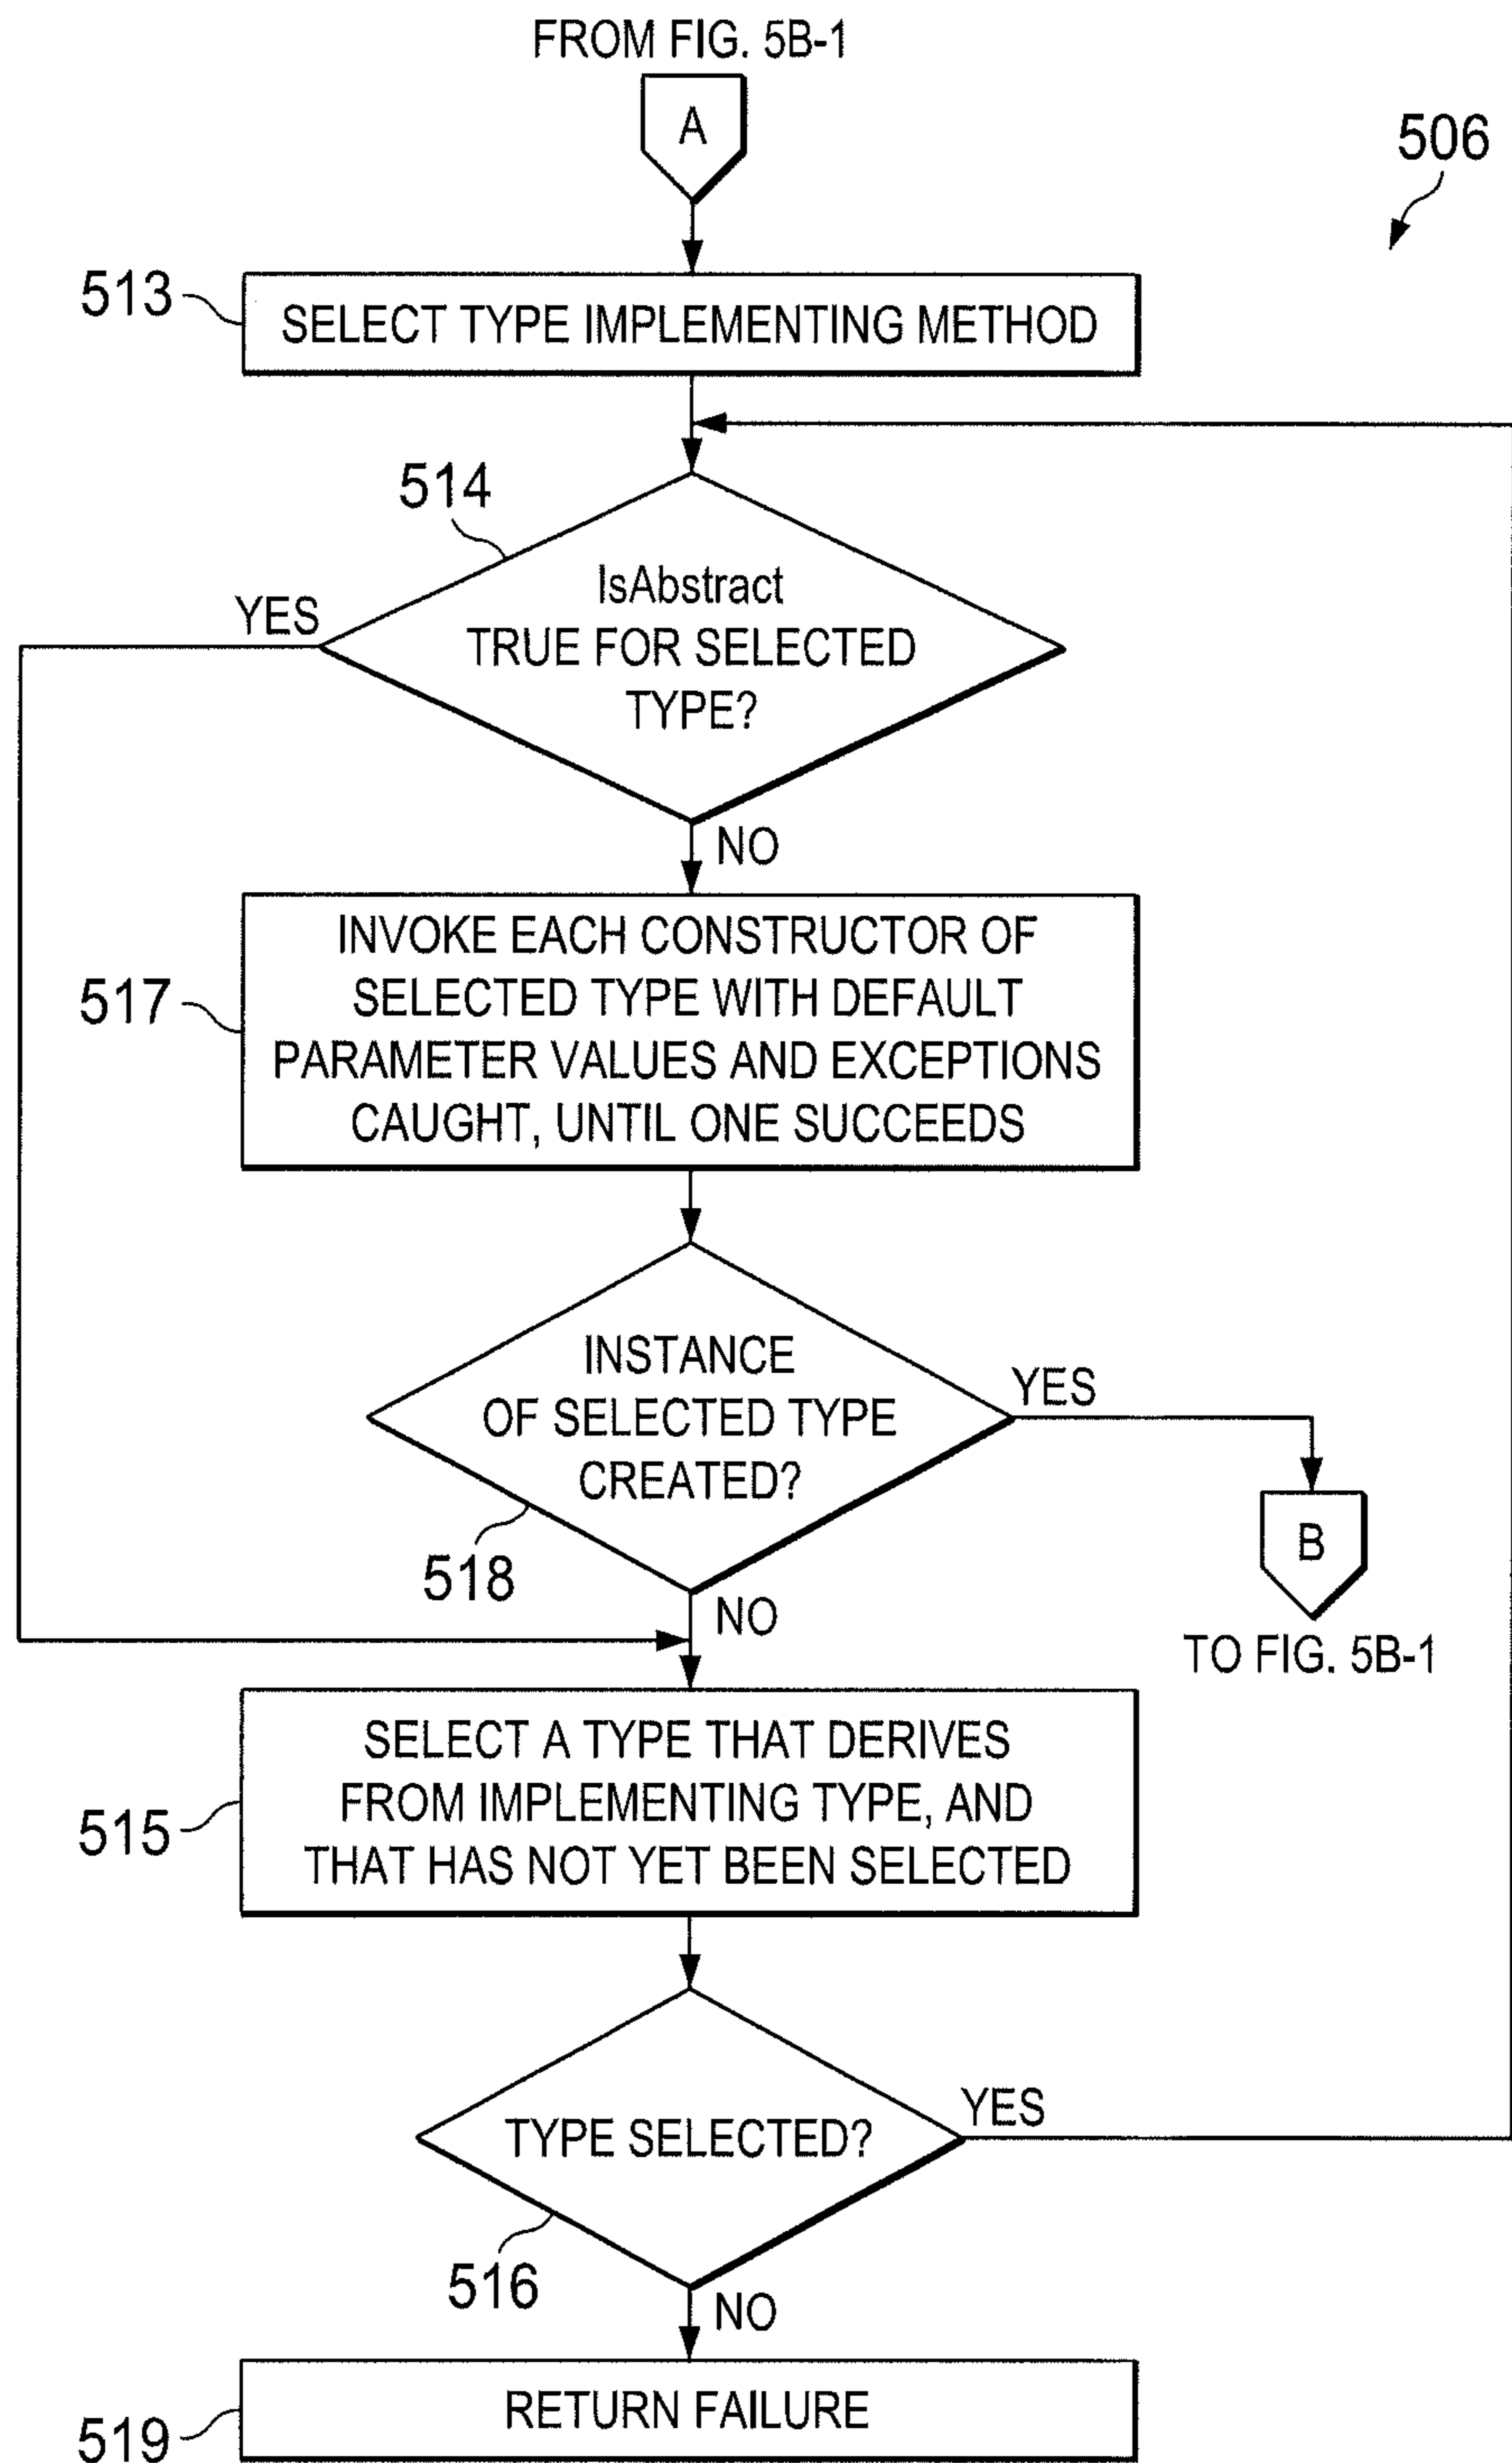 FROM FIG. 5B-1
A
506
513
SELECT TYPE IMPLEMENTING METHOD
514
YES
IsAbstract
TRUE FOR SELECTED
TYPE?
NO
517
INVOKE EACH CONSTRUCTOR OF
SELECTED TYPE WITH DEFAULT
PARAMETER VALUES AND EXCEPTIONS
CAUGHT, UNTIL ONE SUCCEEDS
INSTANCE
OF SELECTED TYPE
CREATED?
YES
518
NO
B
TO FIG. 5B-1
515
SELECT A TYPE THAT DERIVES
FROM IMPLEMENTING TYPE, AND
THAT HAS NOT YET BEEN SELECTED
TYPE SELECTED?
YES
516
NO
519
RETURN FAILURE